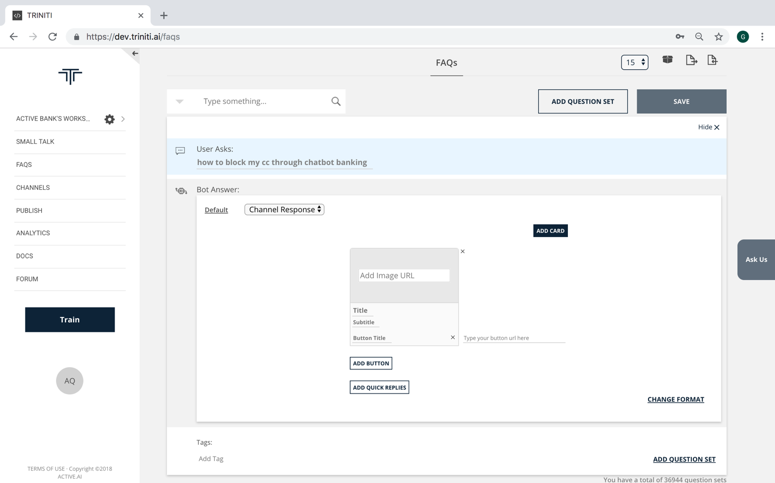 TRINITI
https://dev.triniti.ai/faqs
G
FAQs
15
ACTIVE BANK'S WORKS...
SMALL TALK
FAQS
CHANNELS
PUBLISH
ANALYTICS
DOCS
FORUM
Train
AQ
TERMS OF USE · Copyright ©2018
ACTIVE.AI
Type something...
ADD QUESTION SET
SAVE
Hide
User Asks:
how to block my cc through chatbot banking
Bot Answer:
Default
Channel Response
ADD CARD
Add Image URL
Title
Subtitle
Button Title
Type your button url here
ADD BUTTON
ADD QUICK REPLIES
CHANGE FORMAT
Tags:
Add Tag
ADD QUESTION SET
You have a total of 36944 question sets
Ask Us